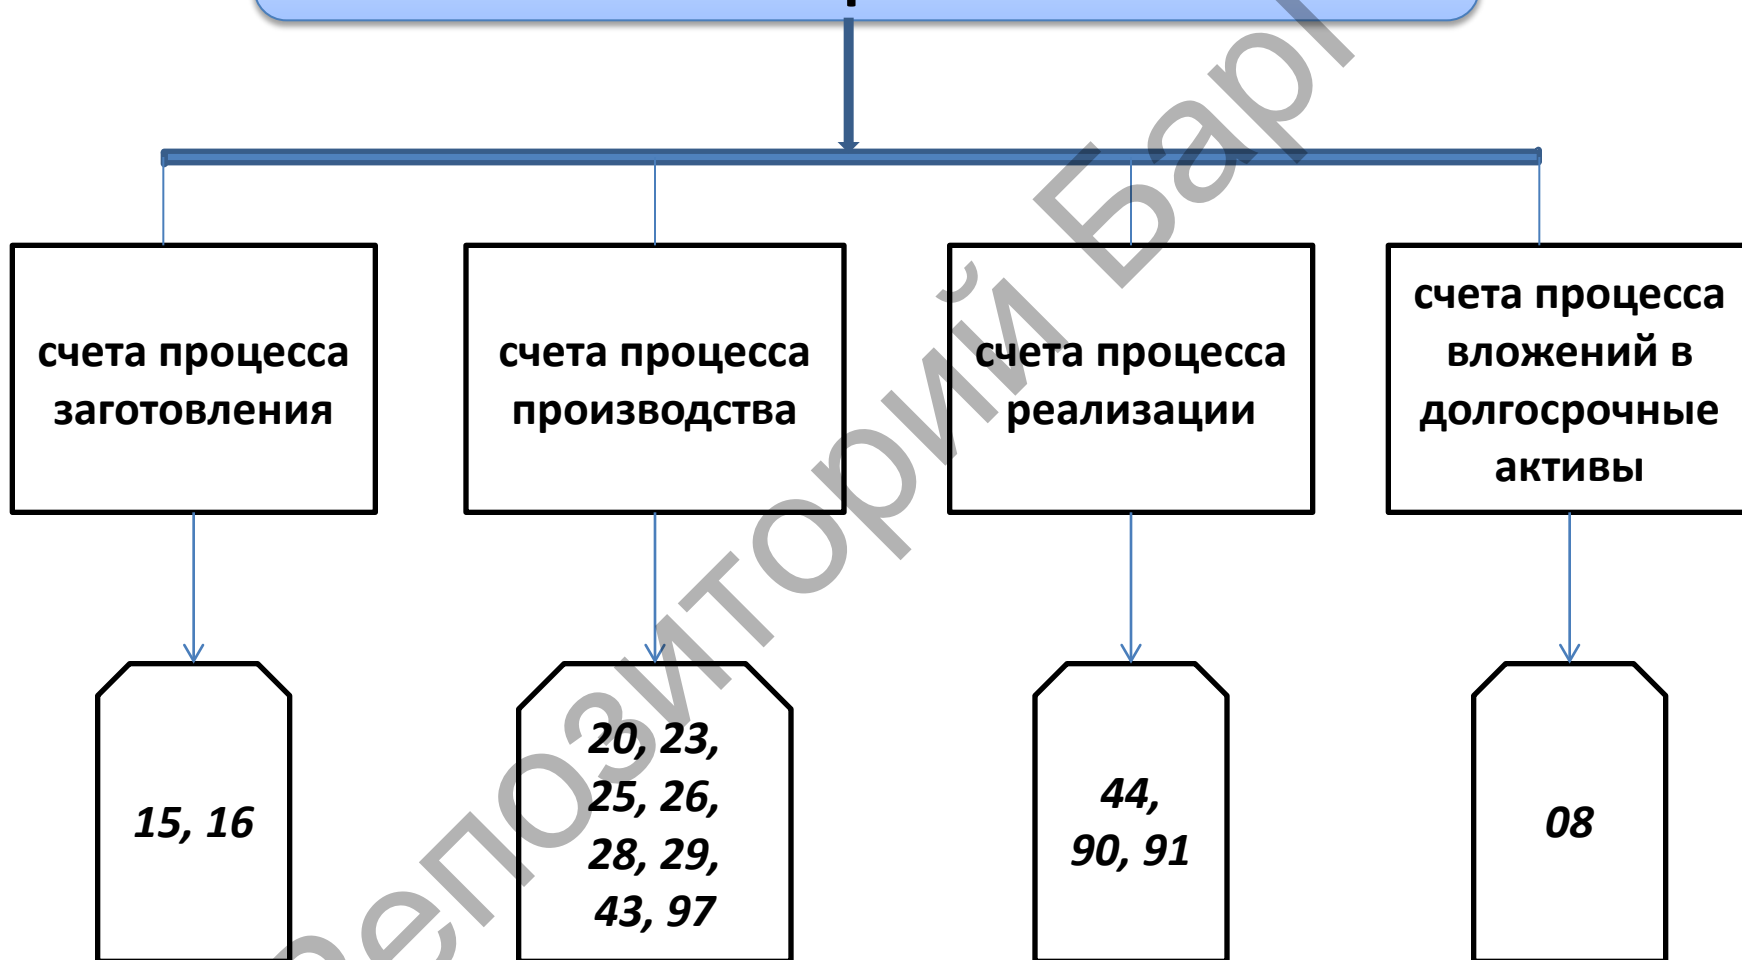 счета процесса
заготовления
счета процесса
производства
счета процесса
реализации
счета процесса
вложений в
долгосрочные
активы
15, 16
20, 23,
25, 26,
28, 29,
43, 97
44,
90, 91
08
Репозиторий